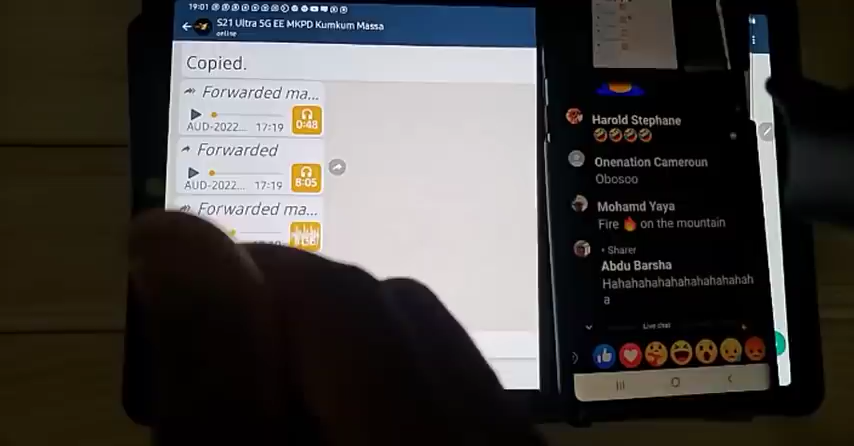 19:01
S21 Ultra 5G EE MKPD Kumkum Massa
online
Copied.
Forwarded ma...
0:48
AUD-2022... 17:19
Forwarded
8:05
AUD-2022... 17:19
Forwarded ma...
Harold Stephane
🤣🤣🤣🤣
Onenation Cameroun
Obosoo
Mohamd Yaya
Fire 🔥 on the mountain
• Sharer
Abdu Barsha
Hahahahahahahahahahah
a
Live chat